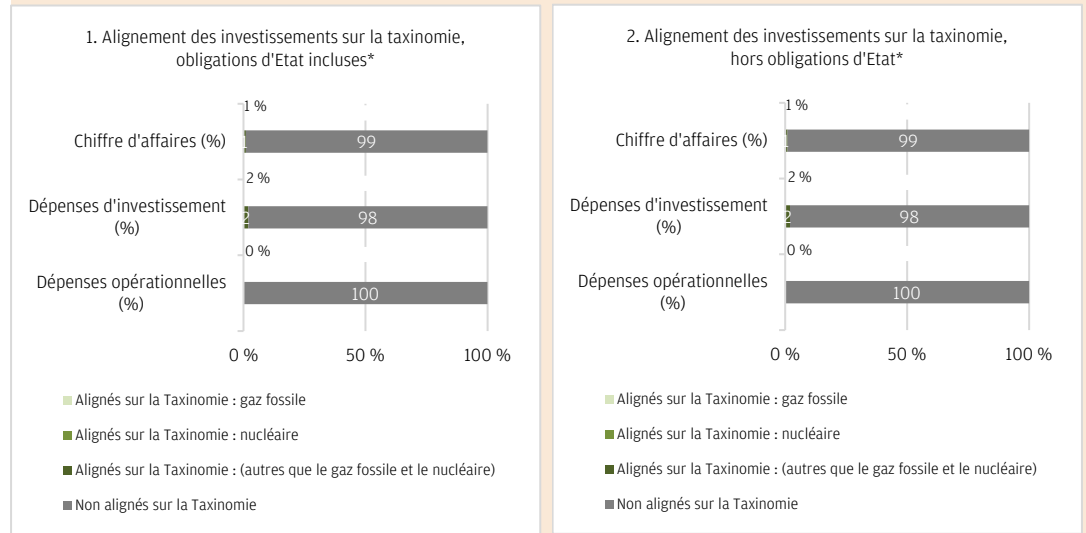 1. Alignement des investissements sur la taxinomie,
obligations d'Etat incluses*
1 %
Chiffre d'affaires (%)
1
99
2 %
Dépenses d'investissement
(%)
2
98
0 %
Dépenses opérationnelles
(%)
100
0 %
50 %
100 %
Alignés sur la Taxinomie : gaz fossile
Alignés sur la Taxinomie : nucléaire
Alignés sur la Taxinomie : (autres que le gaz fossile et le nucléaire)
Non alignés sur la Taxinomie
2. Alignement des investissements sur la taxinomie,
hors obligations d'Etat*
1 %
Chiffre d'affaires (%)
1
99
2 %
Dépenses d'investissement
(%)
2
98
0 %
Dépenses opérationnelles
(%)
100
0 %
50 %
100 %
Alignés sur la Taxinomie : gaz fossile
Alignés sur la Taxinomie : nucléaire
Alignés sur la Taxinomie : (autres que le gaz fossile et le nucléaire)
Non alignés sur la Taxinomie